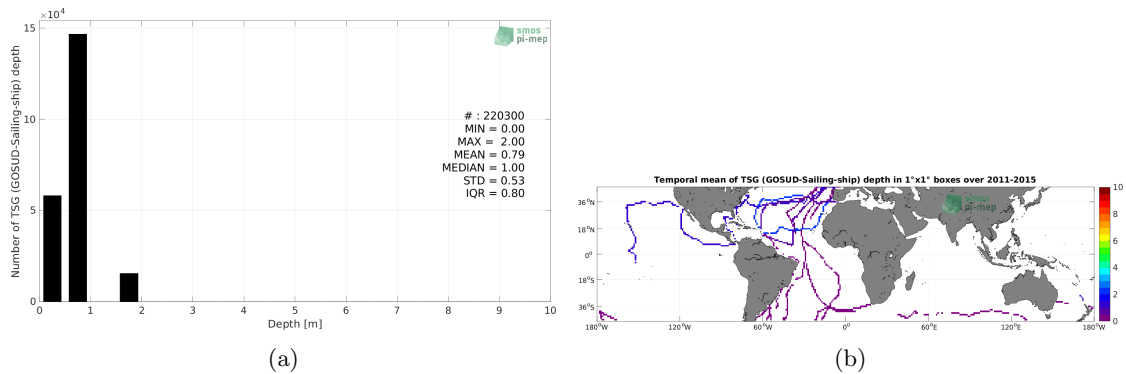 ×10⁴
15
10
5
0
Number of TSG (GOSUD-Sailing-ship) depth
smos
pi-mep
# : 220300
MIN = 0.00
MAX = 2.00
MEAN = 0.79
MEDIAN = 1.00
STD = 0.53
IQR = 0.80
0 1 2 3 4 5 6 7 8 9 10
Depth [m]
(a)
Temporal mean of TSG (GOSUD-Sailing-ship) depth in 1°x1° boxes over 2011-2015
smos
pi-mep
36°N
18°N
0°
18°S
36°S
180°W 120°W 60°W 0° 60°E 120°E 180°W
10
8
6
4
2
0
(b)